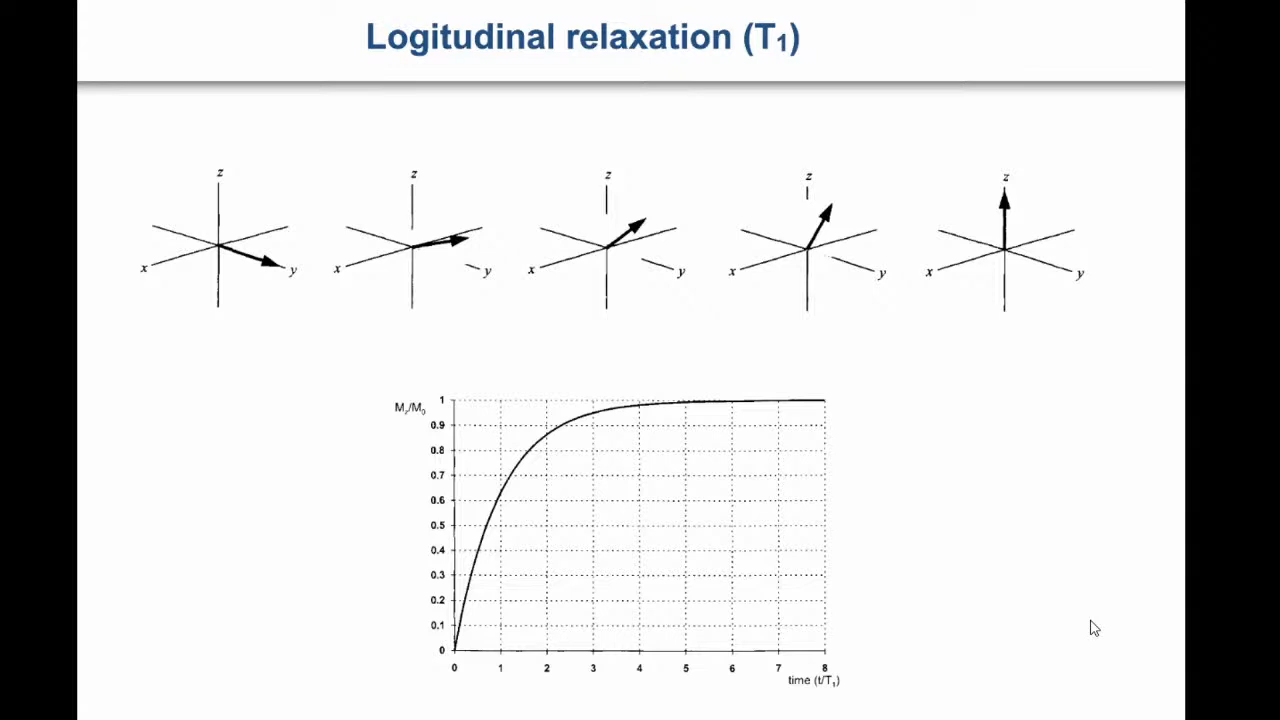 Logitudinal relaxation (T₁)
z z z z z
x y x y x y x y x y
Mz/M0
1
0.9
0.8
0.7
0.6
0.5
0.4
0.3
0.2
0.1
0
0 1 2 3 4 5 6 7 8
time (t/T₁)